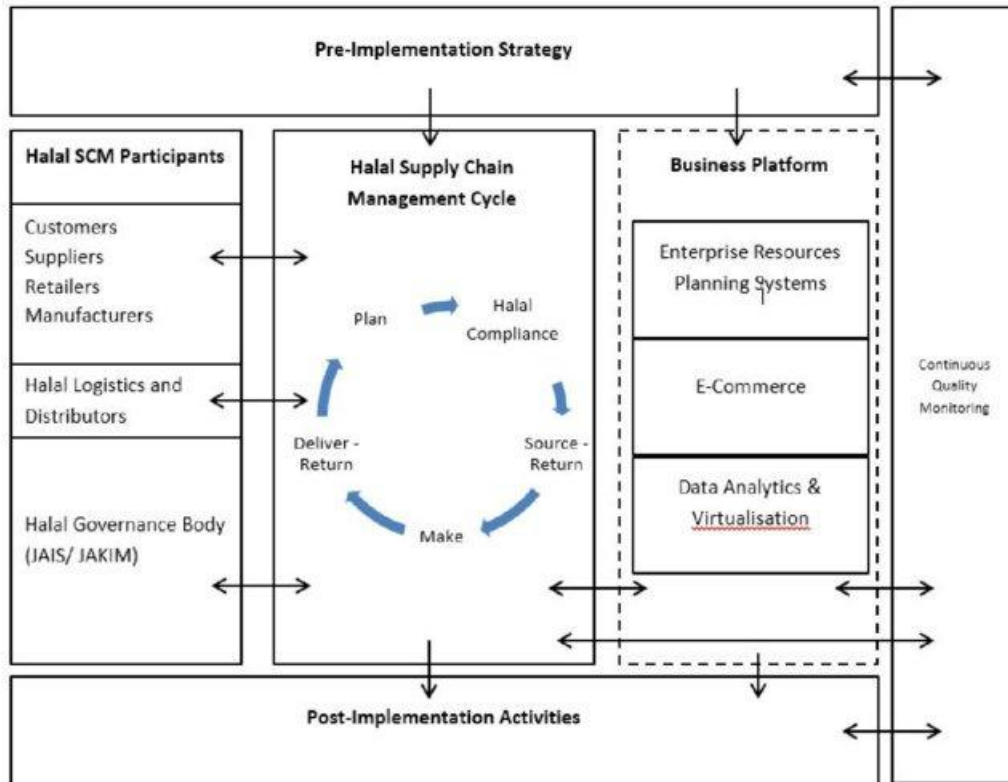 Pre-Implementation Strategy
Halal SCM Participants
Customers
Suppliers
Retailers
Manufacturers
Halal Logistics and
Distributors
Halal Governance Body
(JAIS/ JAKIM)
Halal Supply Chain
Management Cycle
Plan
Halal
Compliance
Source -
Return
Make
Deliver -
Return
Business Platform
Enterprise Resources
Planning Systems
E-Commerce
Data Analytics &
Virtualisation
Continuous
Quality
Monitoring
Post-Implementation Activities